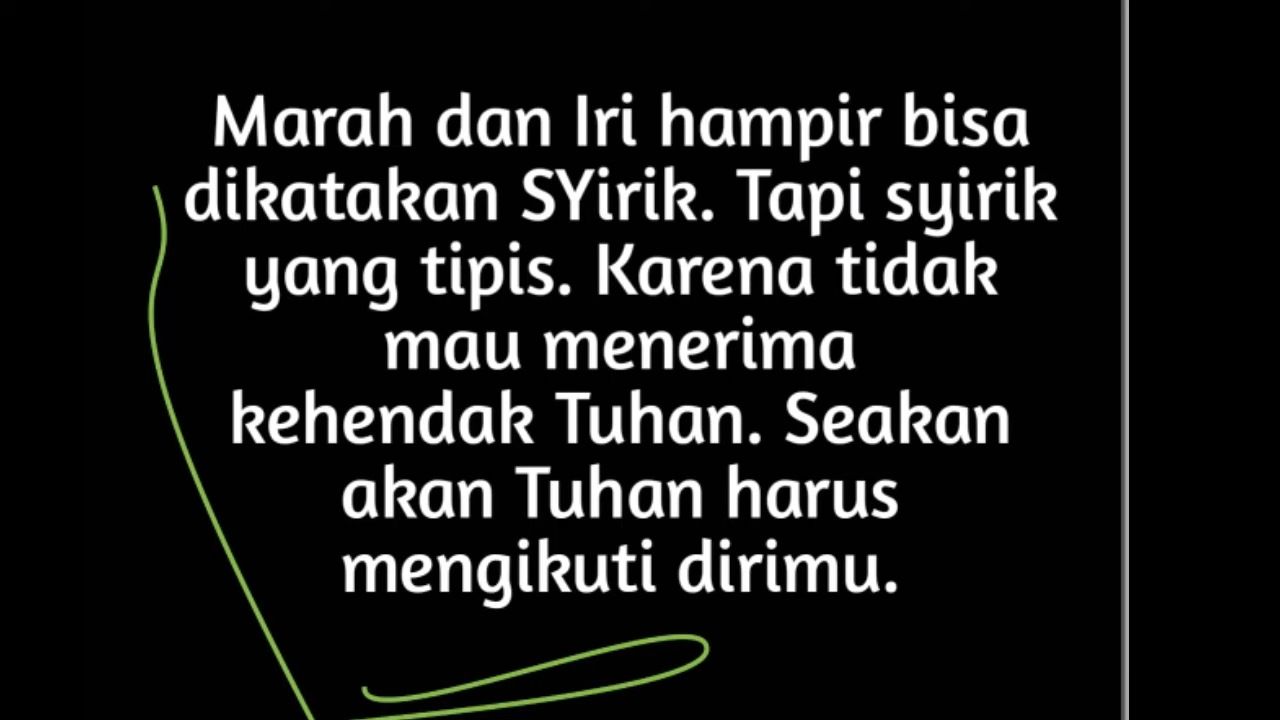 Marah dan Iri hampir bisa
dikatakan SYirik. Tapi syirik
yang tipis. Karena tidak
mau menerima
kehendak Tuhan. Seakan
akan Tuhan harus
mengikuti dirimu.